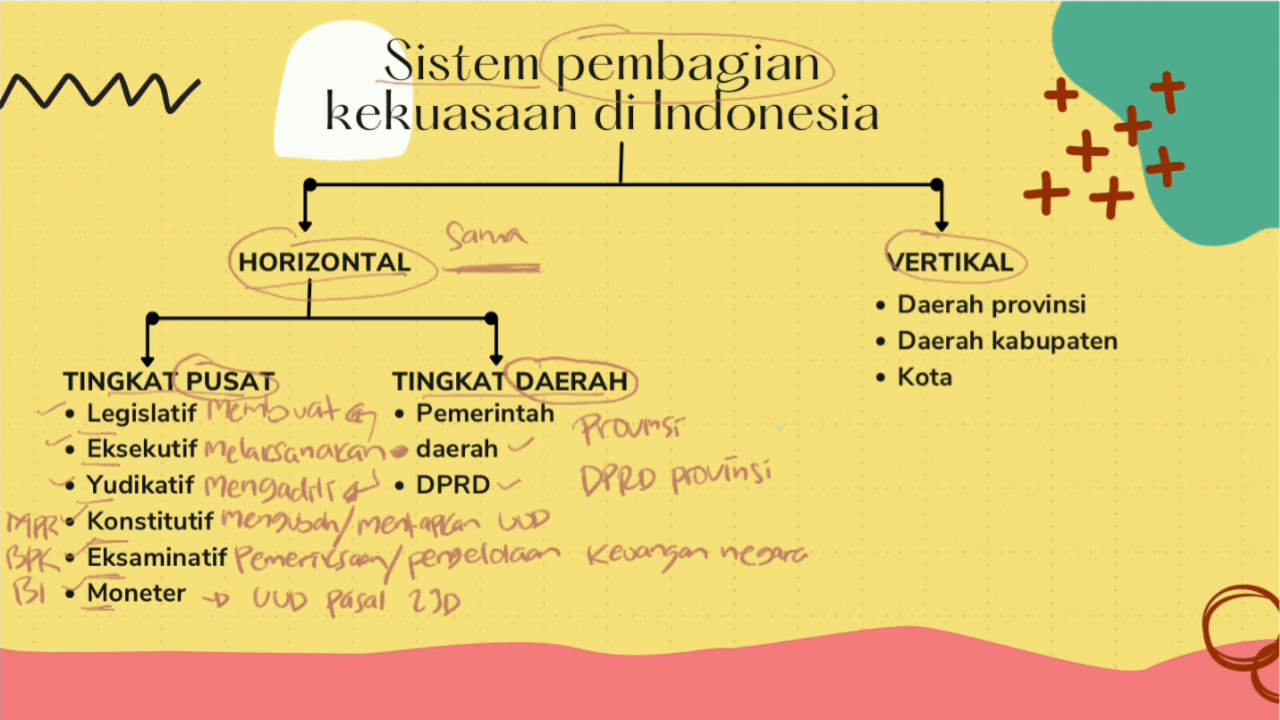 Sistem pembagian
kekuasaan di Indonesia
HORIZONTAL
Sama
VERTIKAL
• Daerah provinsi
• Daerah kabupaten
• Kota
TINGKAT PUSAT
• Legislatif Membuat
• Eksekutif Melaksanakan
• Yudikatif Mengadili
MPR • Konstitutif mengubah/mentapkan UUD
BPK • Eksaminatif Pemeriksaan/pengelolaan keuangan negara
BI • Moneter → UUD Pasal 23D
TINGKAT DAERAH
• Pemerintah
• daerah
• DPRD
Provinsi
DPRD provinsi